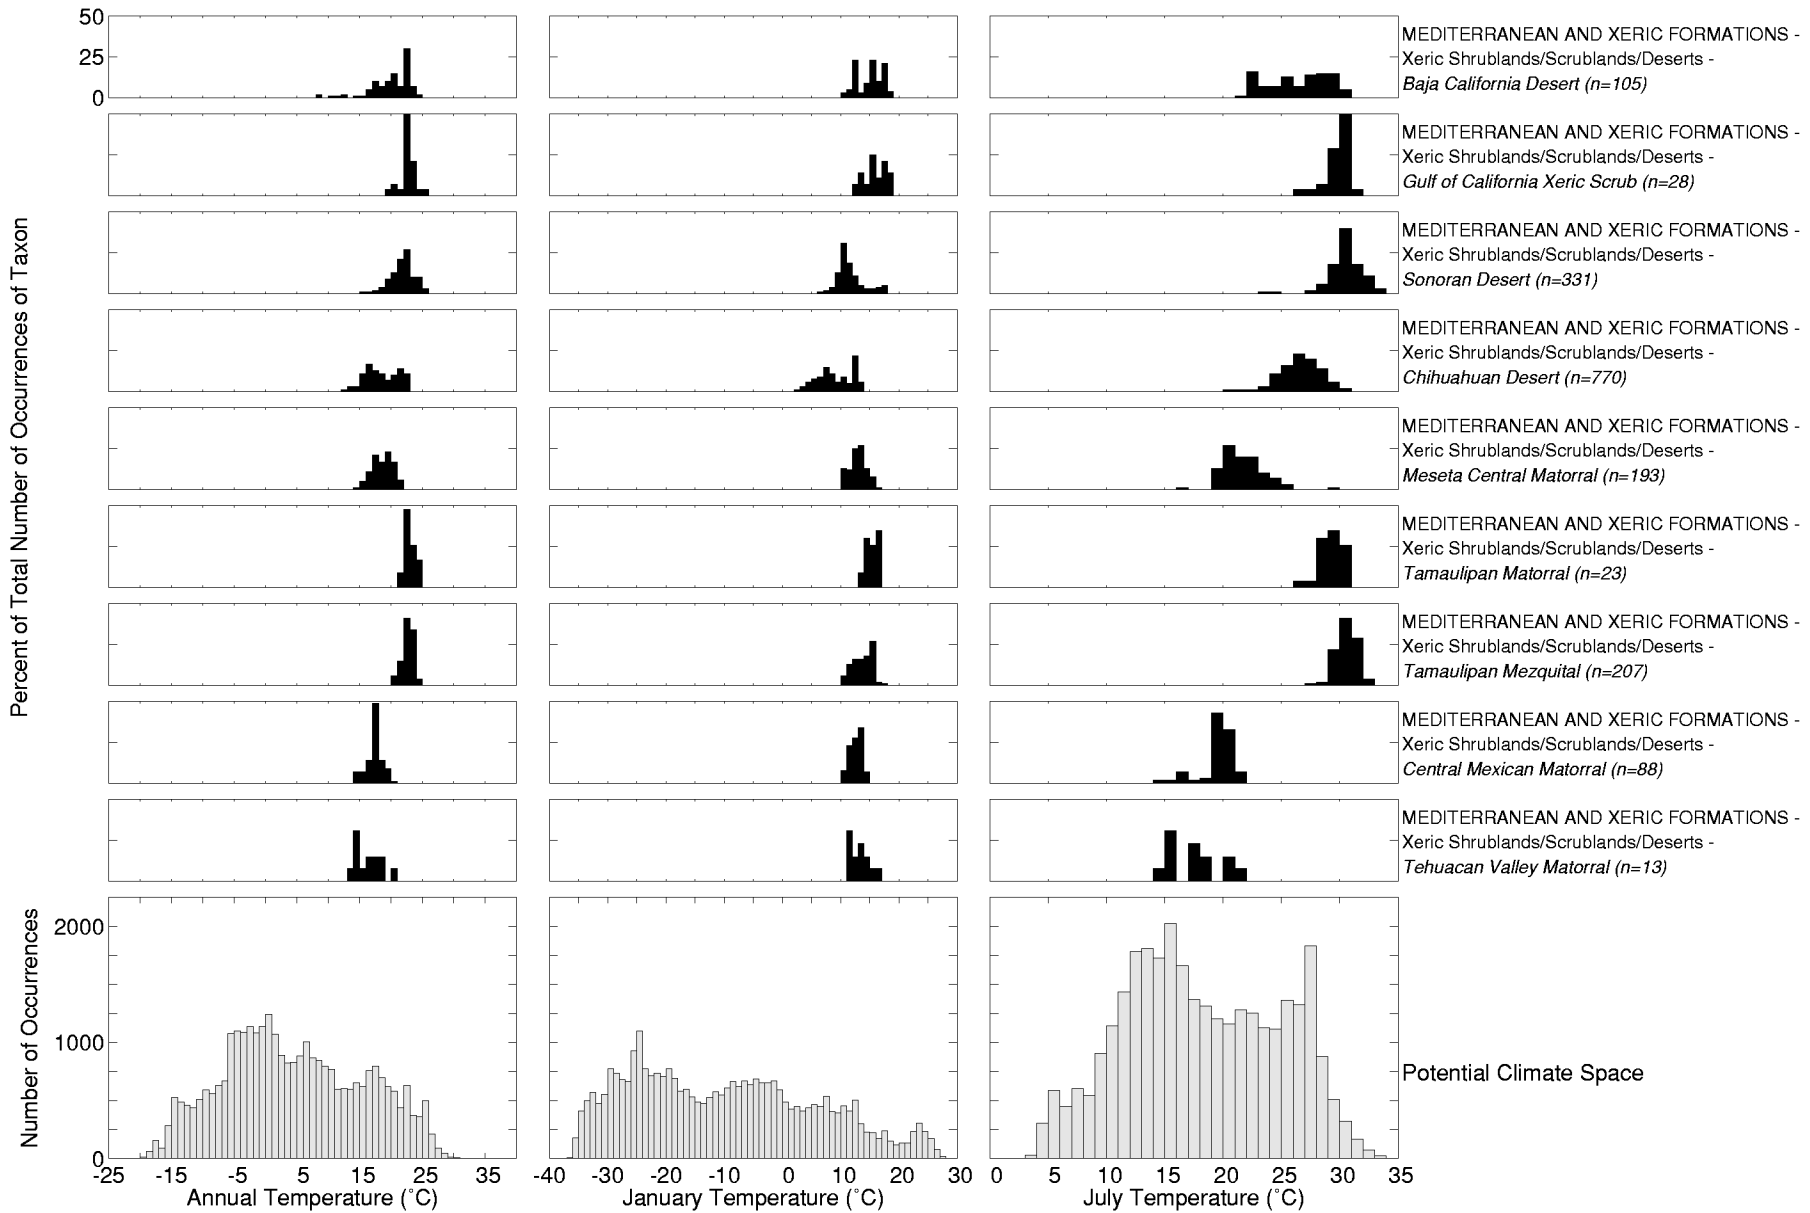 50
25
0
MEDITERRANEAN AND XERIC FORMATIONS -
Xeric Shrublands/Scrublands/Deserts -
Baja California Desert (n=105)
MEDITERRANEAN AND XERIC FORMATIONS -
Xeric Shrublands/Scrublands/Deserts -
Gulf of California Xeric Scrub (n=28)
MEDITERRANEAN AND XERIC FORMATIONS -
Xeric Shrublands/Scrublands/Deserts -
Sonoran Desert (n=331)
MEDITERRANEAN AND XERIC FORMATIONS -
Xeric Shrublands/Scrublands/Deserts -
Chihuahuan Desert (n=770)
MEDITERRANEAN AND XERIC FORMATIONS -
Xeric Shrublands/Scrublands/Deserts -
Meseta Central Matorral (n=193)
MEDITERRANEAN AND XERIC FORMATIONS -
Xeric Shrublands/Scrublands/Deserts -
Tamaulipan Matorral (n=23)
MEDITERRANEAN AND XERIC FORMATIONS -
Xeric Shrublands/Scrublands/Deserts -
Tamaulipan Mezquital (n=207)
MEDITERRANEAN AND XERIC FORMATIONS -
Xeric Shrublands/Scrublands/Deserts -
Central Mexican Matorral (n=88)
MEDITERRANEAN AND XERIC FORMATIONS -
Xeric Shrublands/Scrublands/Deserts -
Tehuacan Valley Matorral (n=13)
Percent of Total Number of Occurrences of Taxon
Number of Occurrences
2000
1000
0
Potential Climate Space
-25 -15 -5 5 15 25 35
Annual Temperature (°C)
-40 -30 -20 -10 0 10 20 30
January Temperature (°C)
0 5 10 15 20 25 30 35
July Temperature (°C)